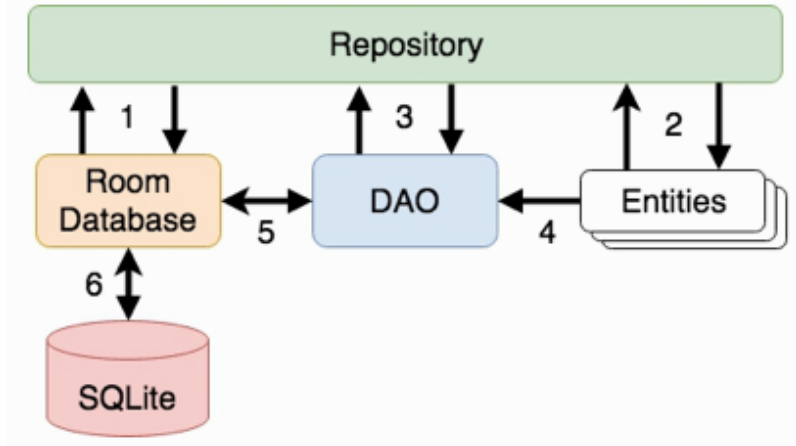 Repository
1
3
2
Room
Database
DAO
Entities
5
4
6
SQLite